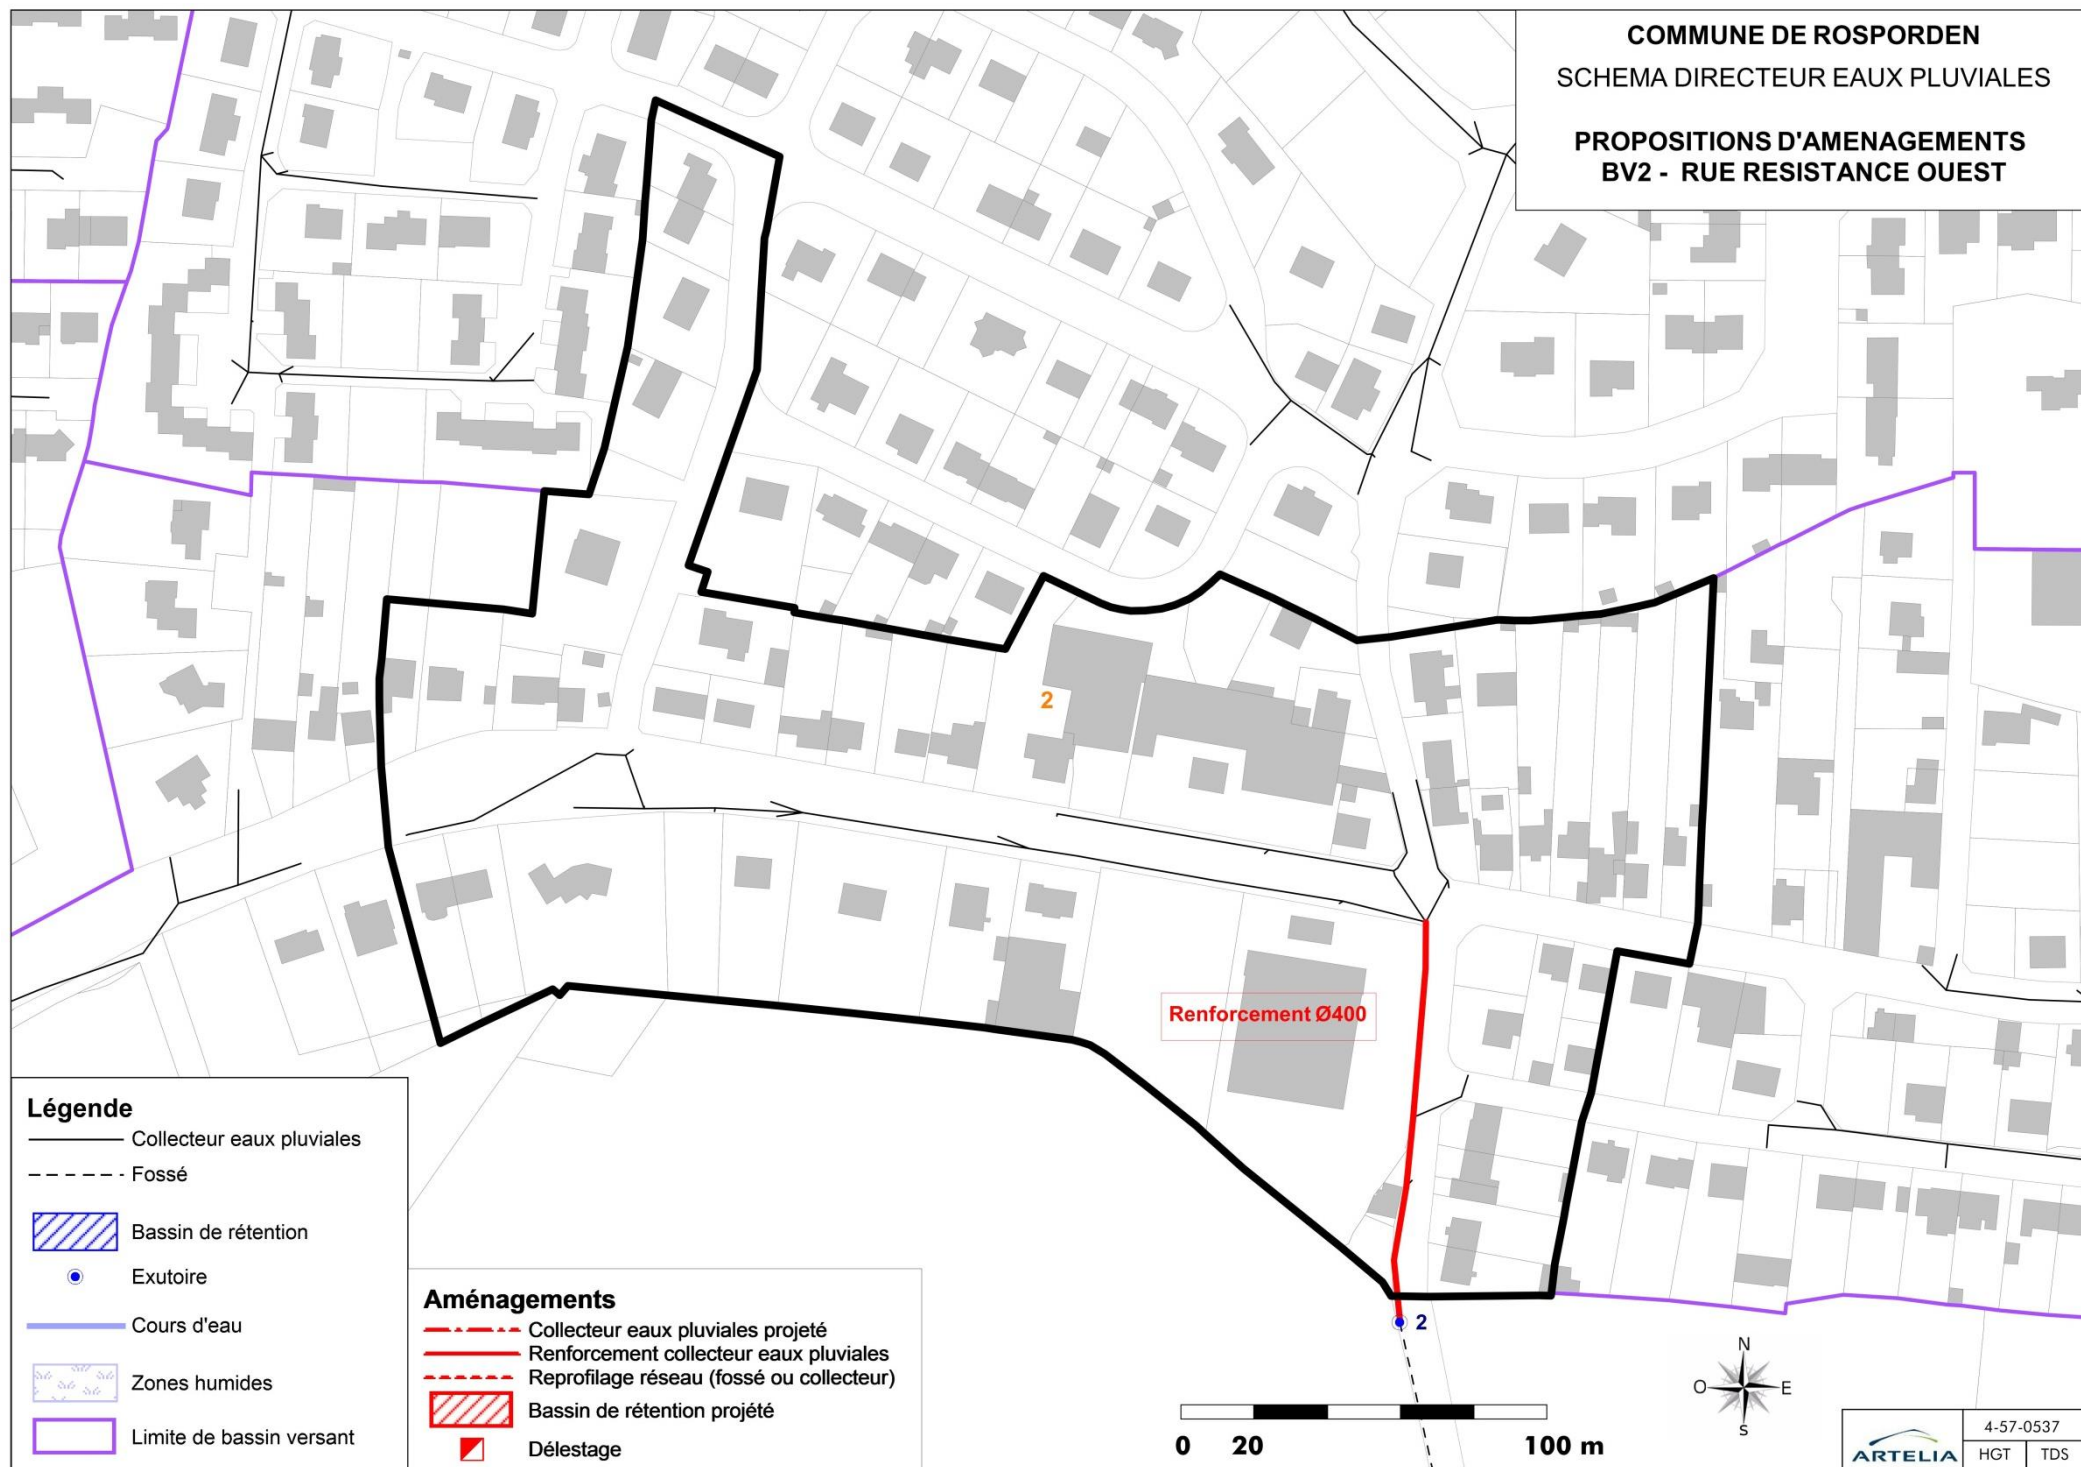 COMMUNE DE ROSPORDEN
SCHEMA DIRECTEUR EAUX PLUVIALES
PROPOSITIONS D'AMENAGEMENTS
BV2 - RUE RESISTANCE OUEST
2
Renforcement Ø400
2
Légende
Collecteur eaux pluviales
Fossé
Bassin de rétention
Exutoire
Cours d'eau
Zones humides
Limite de bassin versant
Aménagements
Collecteur eaux pluviales projeté
Renforcement collecteur eaux pluviales
Reprofilage réseau (fossé ou collecteur)
Bassin de rétention projété
Délestage
0 20 100 m
N
O E
S
ARTELIA
4-57-0537
HGT TDS